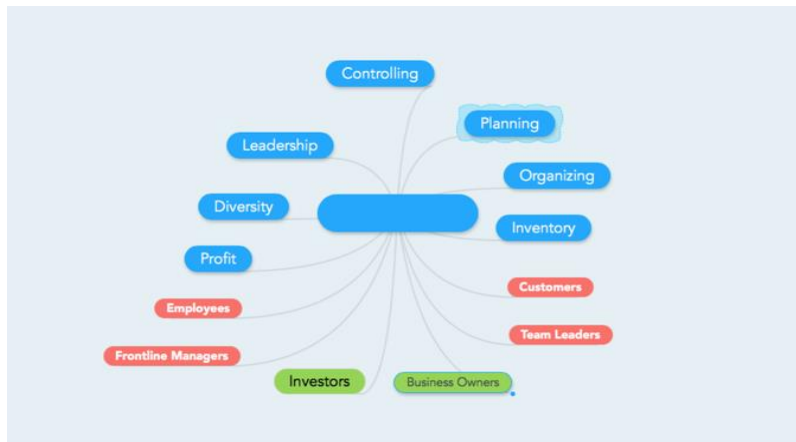 Controlling
Planning
Leadership
Organizing
Diversity
Inventory
Profit
Customers
Employees
Team Leaders
Frontline Managers
Investors
Business Owners